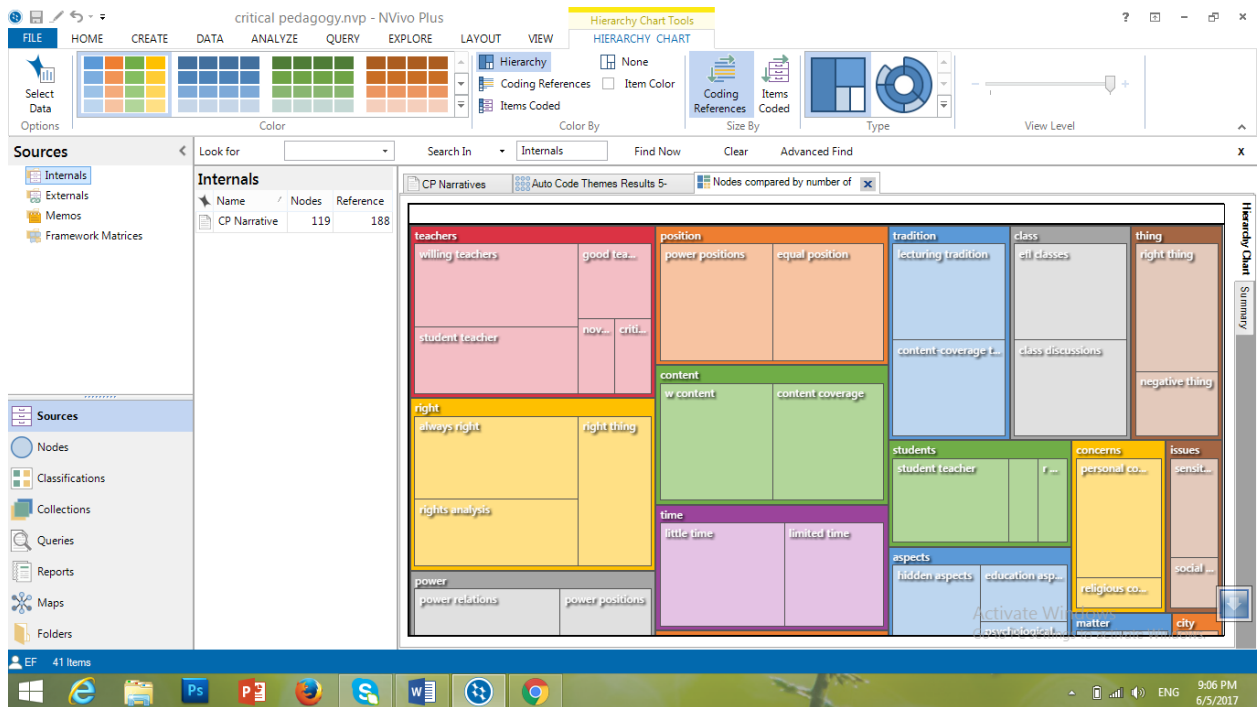 critical pedagogy.nvp - NVivo Plus
Hierarchy Chart Tools
?
FILE HOME CREATE DATA ANALYZE QUERY EXPLORE LAYOUT VIEW HIERARCHY CHART
Select
Data
Hierarchy
None
Coding References
Item Color
Items Coded
Coding
References
Items
Coded
Options Color Color By Size By Type View Level
Sources
Internals
Externals
Memos
Framework Matrices
Sources
Nodes
Classifications
Collections
Queries
Reports
Maps
Folders
Look for Search In Internals Find Now Clear Advanced Find x
Internals
Name Nodes Reference
CP Narrative 119 188
CP Narratives
Auto Code Themes Results 5-
Nodes compared by number of
Hierarchy Chart
Summary
teachers
willing teachers
good tea...
student teacher
nov...
criti...
right
always right
right thing
rights analysis
power
power relations
power positions
position
power positions
equal position
content
w content
content coverage
time
little time
limited time
tradition
lecturing tradition
content-coverage t...
class
efl classes
class discussions
thing
right thing
negative thing
students
student teacher
r ...
concerns
personal co...
religious co...
issues
sensit...
social ...
aspects
hidden aspects
education asp...
psychological...
matter
city
Activate Windows
EF 41 Items
Ps
ENG
9:06 PM
6/5/2017